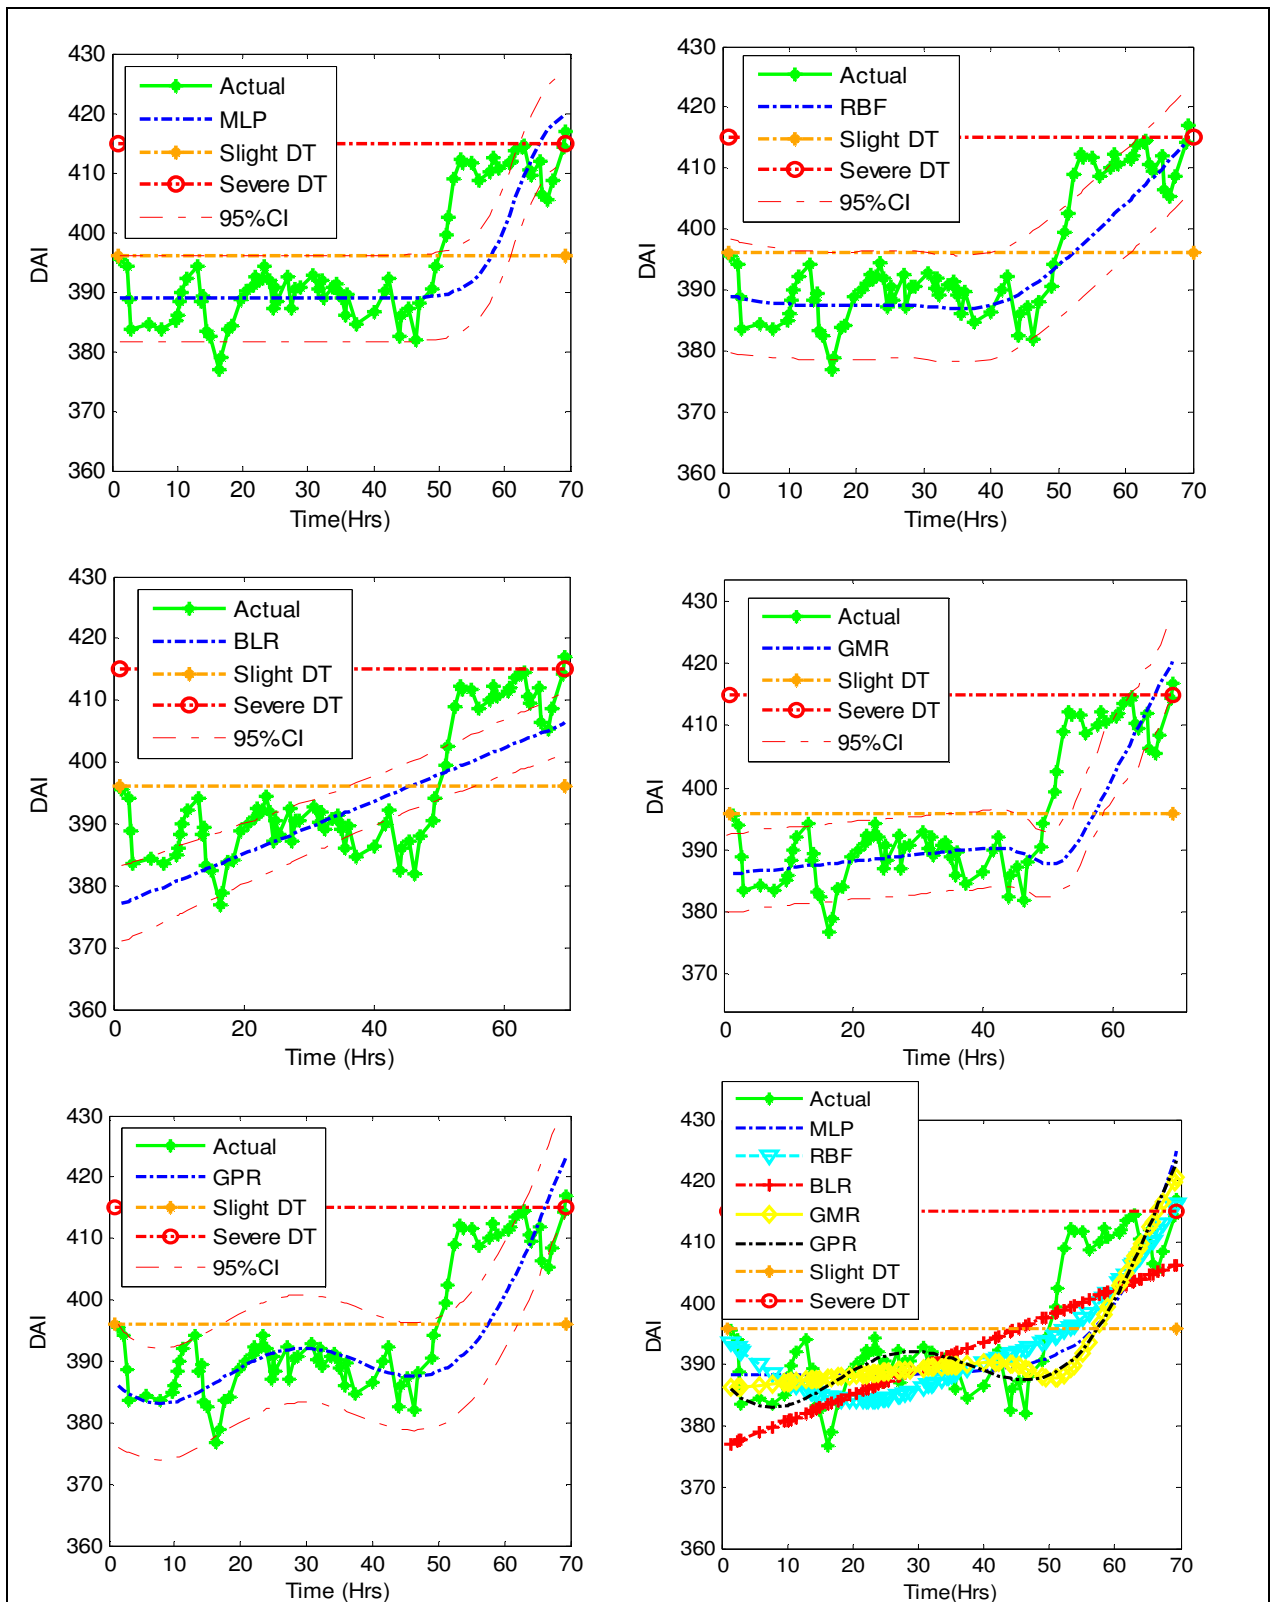 430
420
410
400
390
380
370
360
DAI
Actual
MLP
Slight DT
Severe DT
95%CI
0 10 20 30 40 50 60 70
Time(Hrs)
430
420
410
400
390
380
370
360
DAI
Actual
RBF
Slight DT
Severe DT
95%CI
0 10 20 30 40 50 60 70
Time(Hrs)
430
420
410
400
390
380
370
360
DAI
Actual
BLR
Slight DT
Severe DT
95%CI
0 20 40 60
Time (Hrs)
430
420
410
400
390
380
370
DAI
Actual
GMR
Slight DT
Severe DT
95%CI
0 20 40 60
Time (Hrs)
430
420
410
400
390
380
370
360
DAI
Actual
GPR
Slight DT
Severe DT
95%CI
0 10 20 30 40 50 60 70
Time (Hrs)
430
420
410
400
390
380
370
360
DAI
Actual
MLP
RBF
BLR
GMR
GPR
Slight DT
Severe DT
0 10 20 30 40 50 60 70
Time(Hrs)